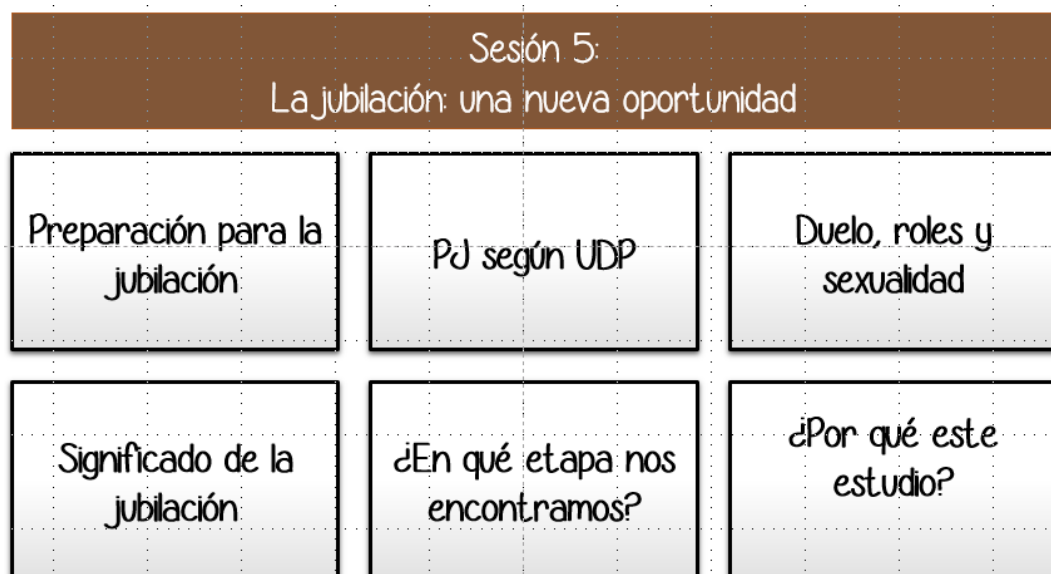 Sesión 5:
La jubilación: una nueva oportunidad
Preparación para la
jubilación
PJ según UDP
Duelo, roles y
sexualidad
Significado de la
jubilación
¿En qué etapa nos
encontramos?
¿Por qué este
estudio?